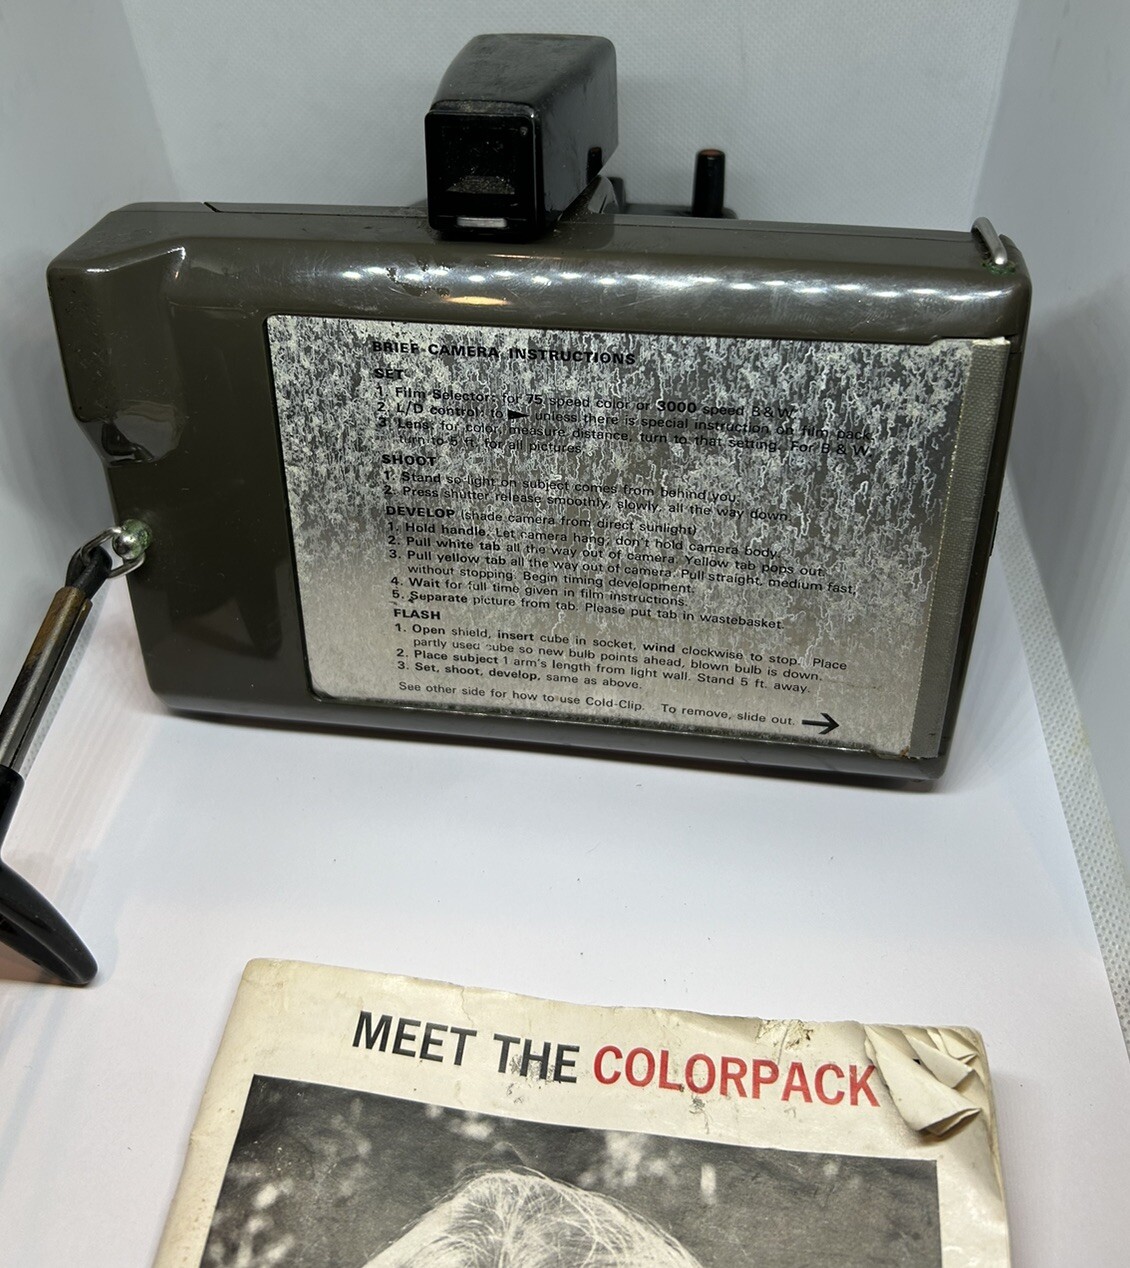 BRIEF CAMERA INSTRUCTIONS
SET
1. Film Selector: for 75 speed color or 3000 speed B & W.
2. L/D control: to ► unless there is special instruction on film pack.
3. Lens: for color, measure distance, turn to that setting. For B & W,
turn to 5 ft. for all pictures.
SHOOT
1. Stand so light on subject comes from behind you.
2. Press shutter release smoothly, slowly, all the way down.
DEVELOP (shade camera from direct sunlight)
1. Hold handle. Let camera hang; don't hold camera body.
2. Pull white tab all the way out of camera. Yellow tab pops out.
3. Pull yellow tab all the way out of camera. Pull straight, medium fast,
without stopping. Begin timing development.
4. Wait for full time given in film instructions.
5. Separate picture from tab. Please put tab in wastebasket.
FLASH
1. Open shield, insert cube in socket, wind clockwise to stop. Place
partly used cube so new bulb points ahead, blown bulb is down.
2. Place subject 1 arm's length from light wall. Stand 5 ft. away.
3. Set, shoot, develop, same as above.
See other side for how to use Cold-Clip. To remove, slide out. →
MEET THE COLORPACK